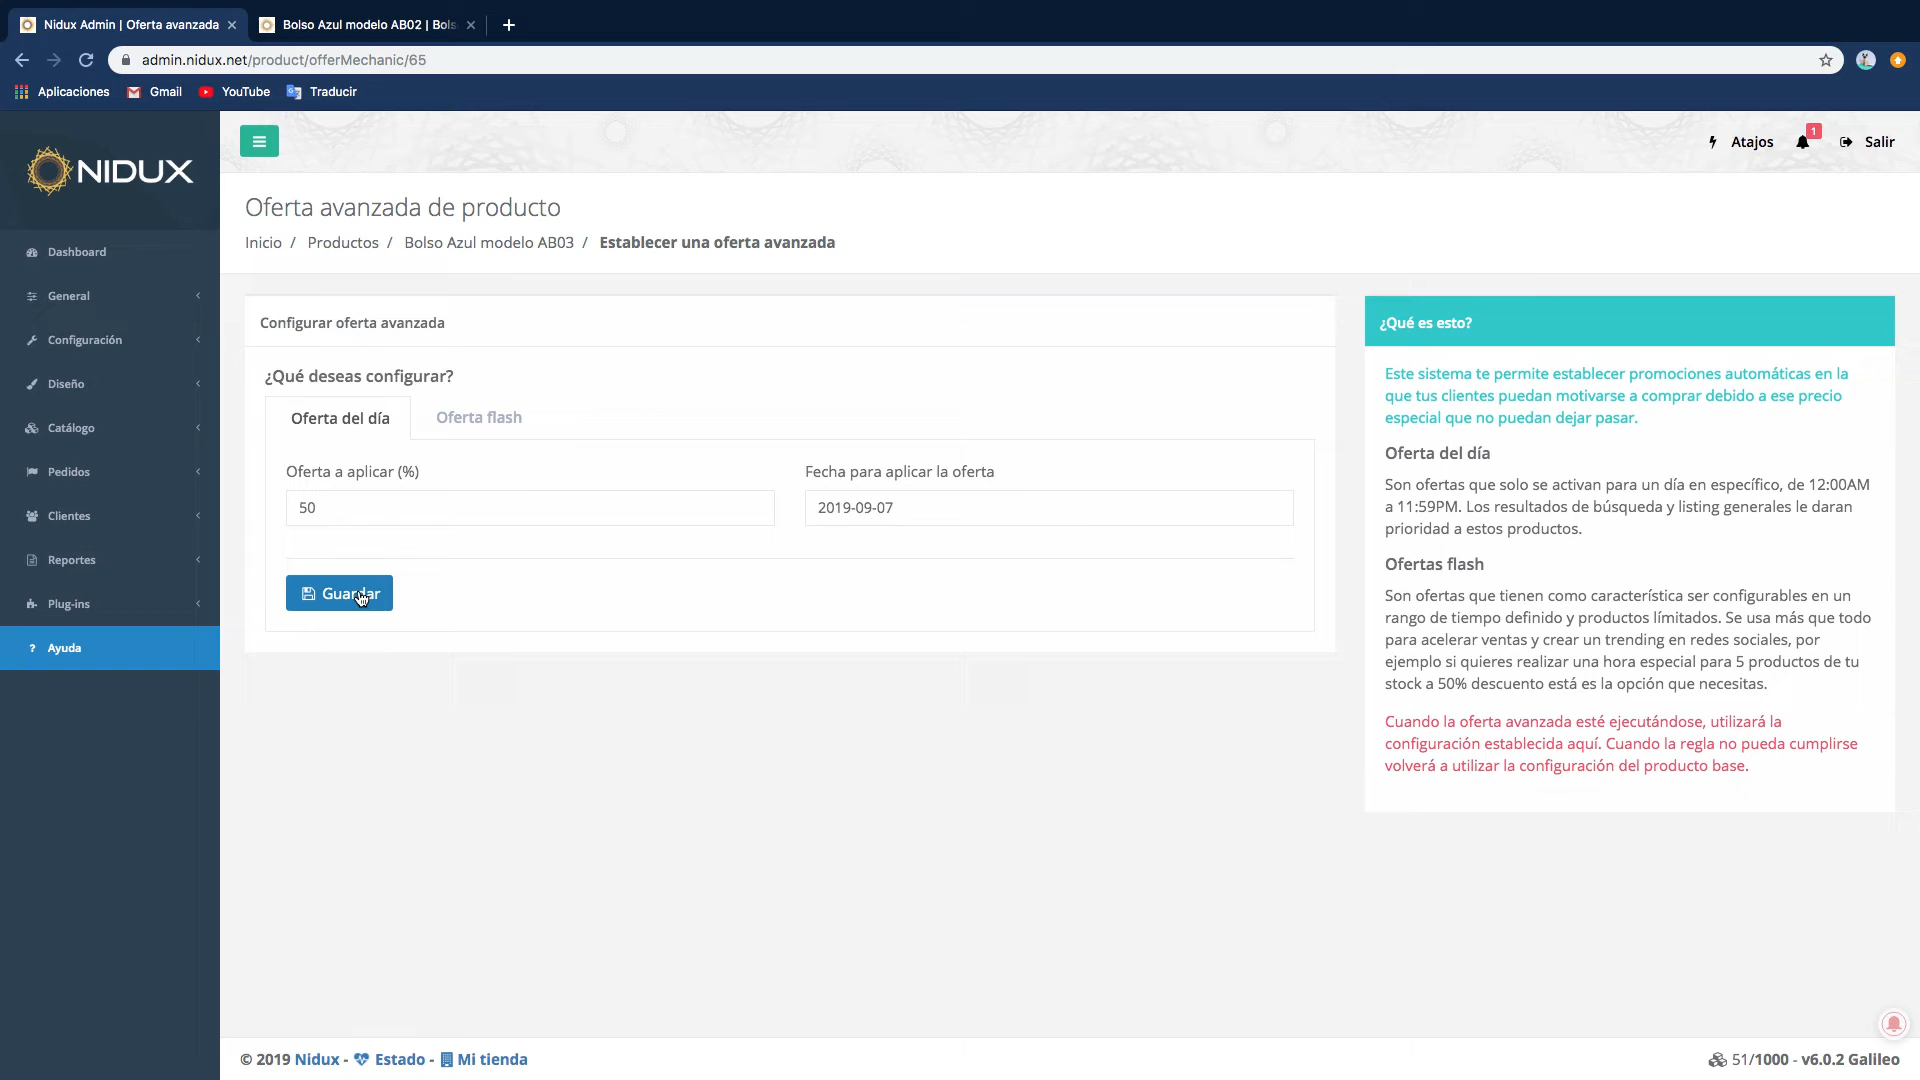 Nidux Admin | Oferta avanzada
Bolso Azul modelo AB02 | Bols
admin.nidux.net/product/offerMechanic/65
Aplicaciones
Gmail
YouTube
Traducir
NIDUX
Atajos
1
Salir
Oferta avanzada de producto
Inicio / Productos / Bolso Azul modelo AB03 / Establecer una oferta avanzada
Dashboard
General
Configuración
Diseño
Catálogo
Pedidos
Clientes
Reportes
Plug-ins
? Ayuda
Configurar oferta avanzada
¿Qué deseas configurar?
Oferta del día
Oferta flash
Oferta a aplicar (%)
Fecha para aplicar la oferta
50
2019-09-07
Guardar
¿Qué es esto?
Este sistema te permite establecer promociones automáticas en la
que tus clientes puedan motivarse a comprar debido a ese precio
especial que no puedan dejar pasar.
Oferta del día
Son ofertas que solo se activan para un día en específico, de 12:00AM
a 11:59PM. Los resultados de búsqueda y listing generales le daran
prioridad a estos productos.
Ofertas flash
Son ofertas que tienen como característica ser configurables en un
rango de tiempo definido y productos límitados. Se usa más que todo
para acelerar ventas y crear un trending en redes sociales, por
ejemplo si quieres realizar una hora especial para 5 productos de tu
stock a 50% descuento está es la opción que necesitas.
Cuando la oferta avanzada esté ejecutándose, utilizará la
configuración establecida aquí. Cuando la regla no pueda cumplirse
volverá a utilizar la configuración del producto base.
© 2019 Nidux - Estado - Mi tienda
51/1000 - v6.0.2 Galileo